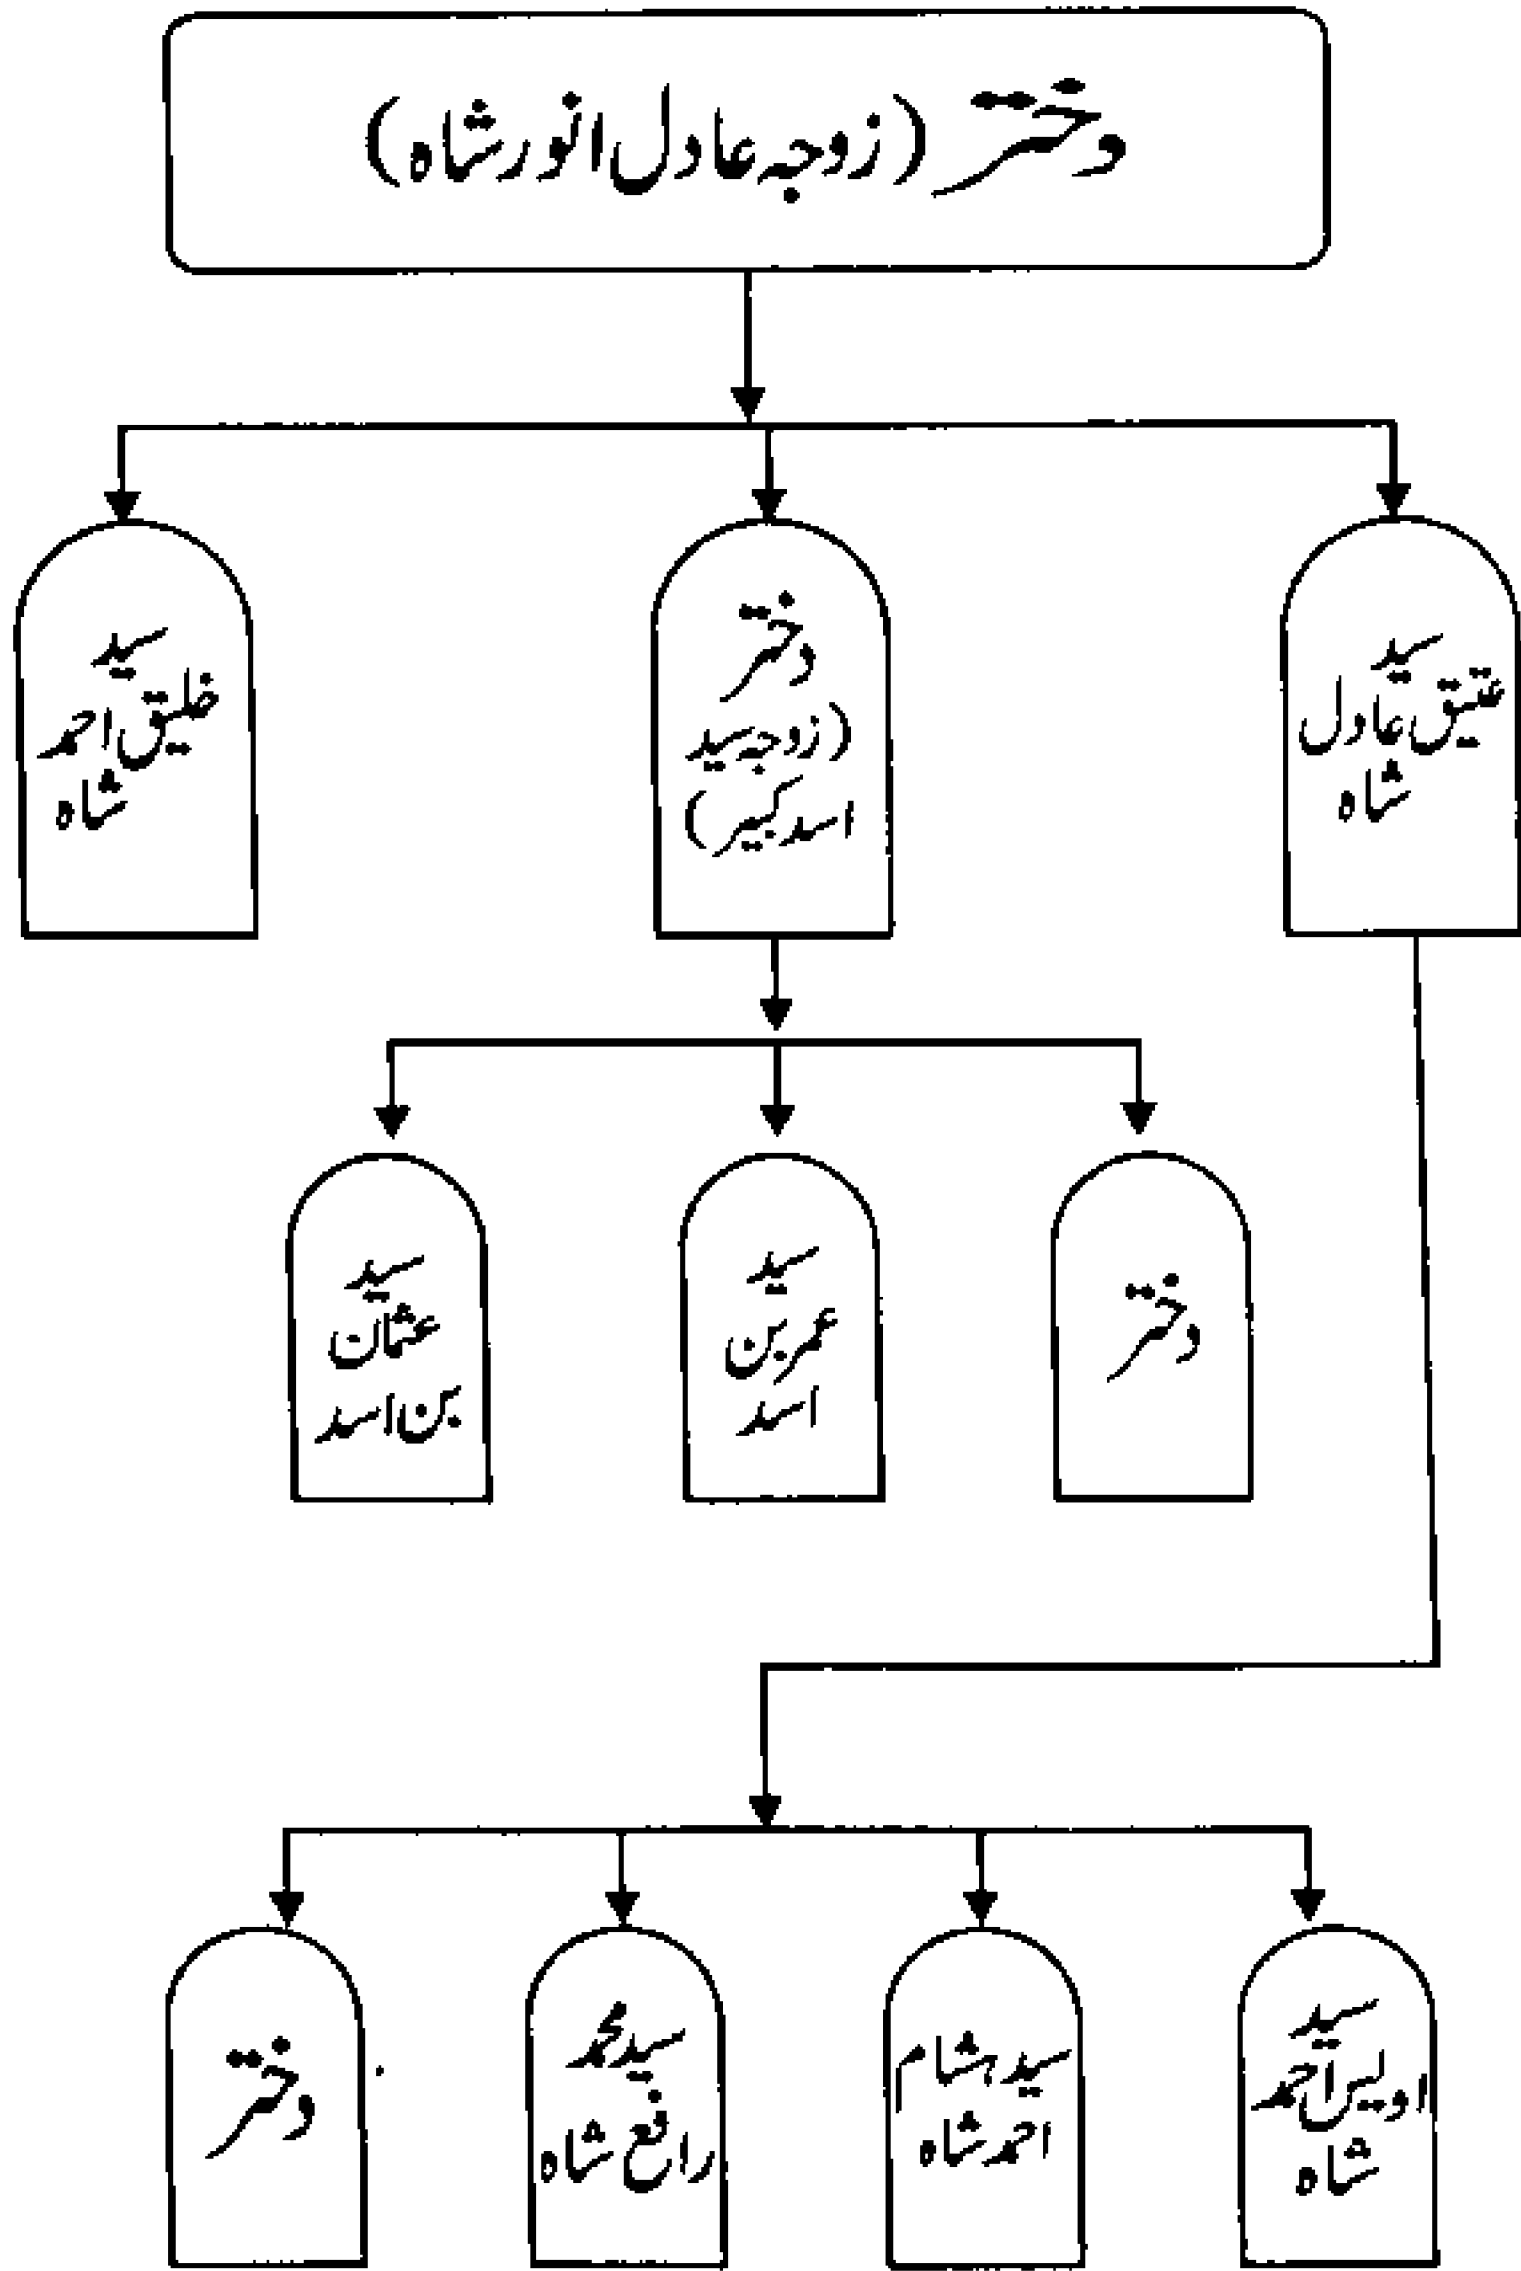 دختر (زوجہ عادل انور شاہ)
سید
عتیق عادل
شاہ
دختر
(زوجہ سید
اسد کبیر)
سید
خلیق احمد
شاہ
دختر
سید
عمر بن
اسد
سید
عثمان
بن اسد
سید
اویس احمد
شاہ
سید ہشام
احمد شاہ
سید محمد
رافع شاہ
دختر